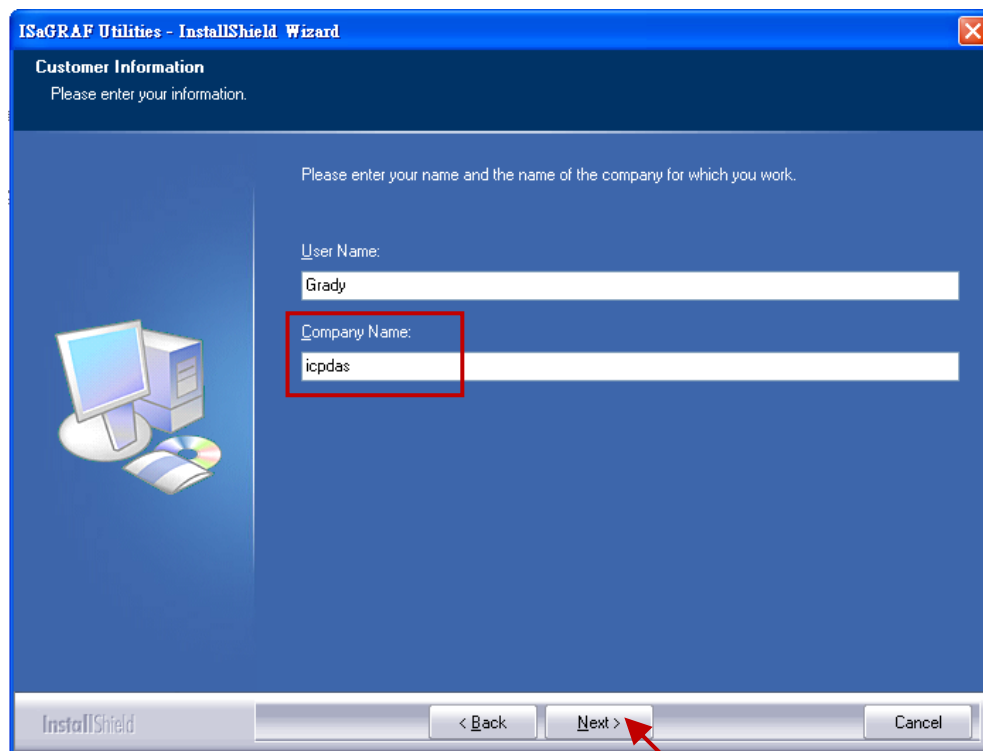 ISaGRAF Utilities - InstallShield Wizard
Customer Information
Please enter your information.
Please enter your name and the name of the company for which you work.
User Name:
Grady
Company Name:
icpdas
InstallShield
< Back
Next >
Cancel